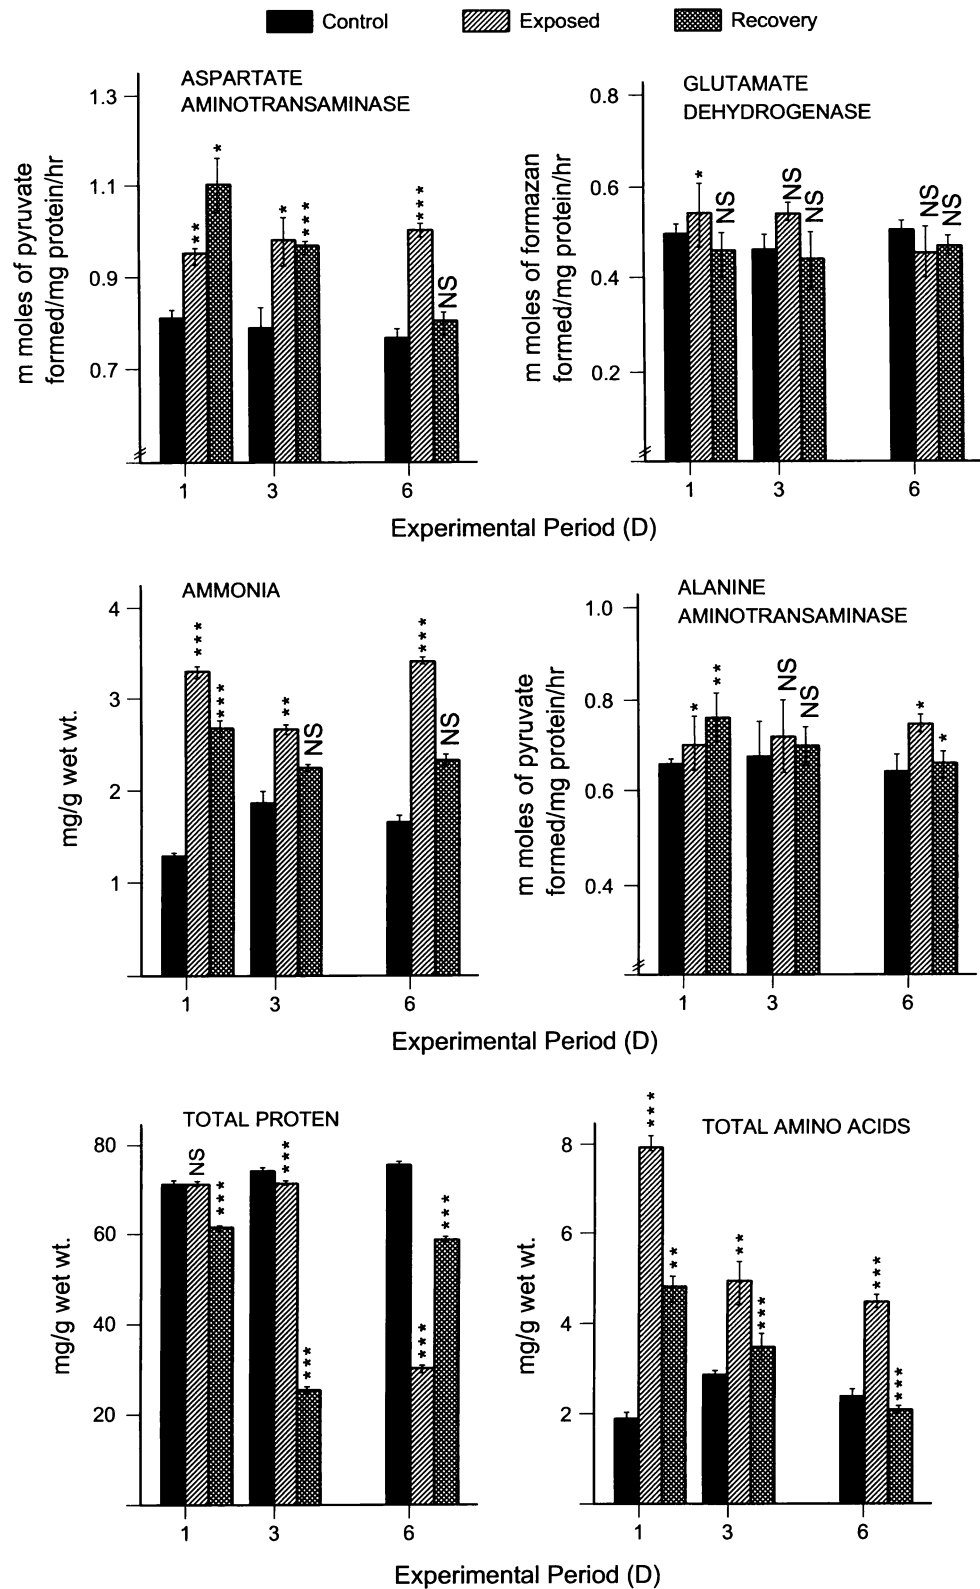 Control Exposed Recovery
ASPARTATE
AMINOTRANSAMINASE
m moles of pyruvate
formed/mg protein/hr
1.3
1.1
0.9
0.7
**
*
*
***
***
NS
1 3 6
GLUTAMATE
DEHYDROGENASE
m moles of formazan
formed/mg protein/hr
0.8
0.6
0.4
0.2
*
NS
NS
NS
NS
NS
1 3 6
Experimental Period (D)
AMMONIA
mg/g wet wt.
4
3
2
1
***
***
**
NS
***
NS
1 3 6
ALANINE
AMINOTRANSAMINASE
m moles of pyruvate
formed/mg protein/hr
1.0
0.8
0.6
0.4
*
**
NS
NS
*
*
1 3 6
Experimental Period (D)
TOTAL PROTEN
mg/g wet wt.
80
60
40
20
NS
***
***
***
***
***
1 3 6
TOTAL AMINO ACIDS
mg/g wet wt.
8
6
4
2
***
**
**
***
***
***
1 3 6
Experimental Period (D)